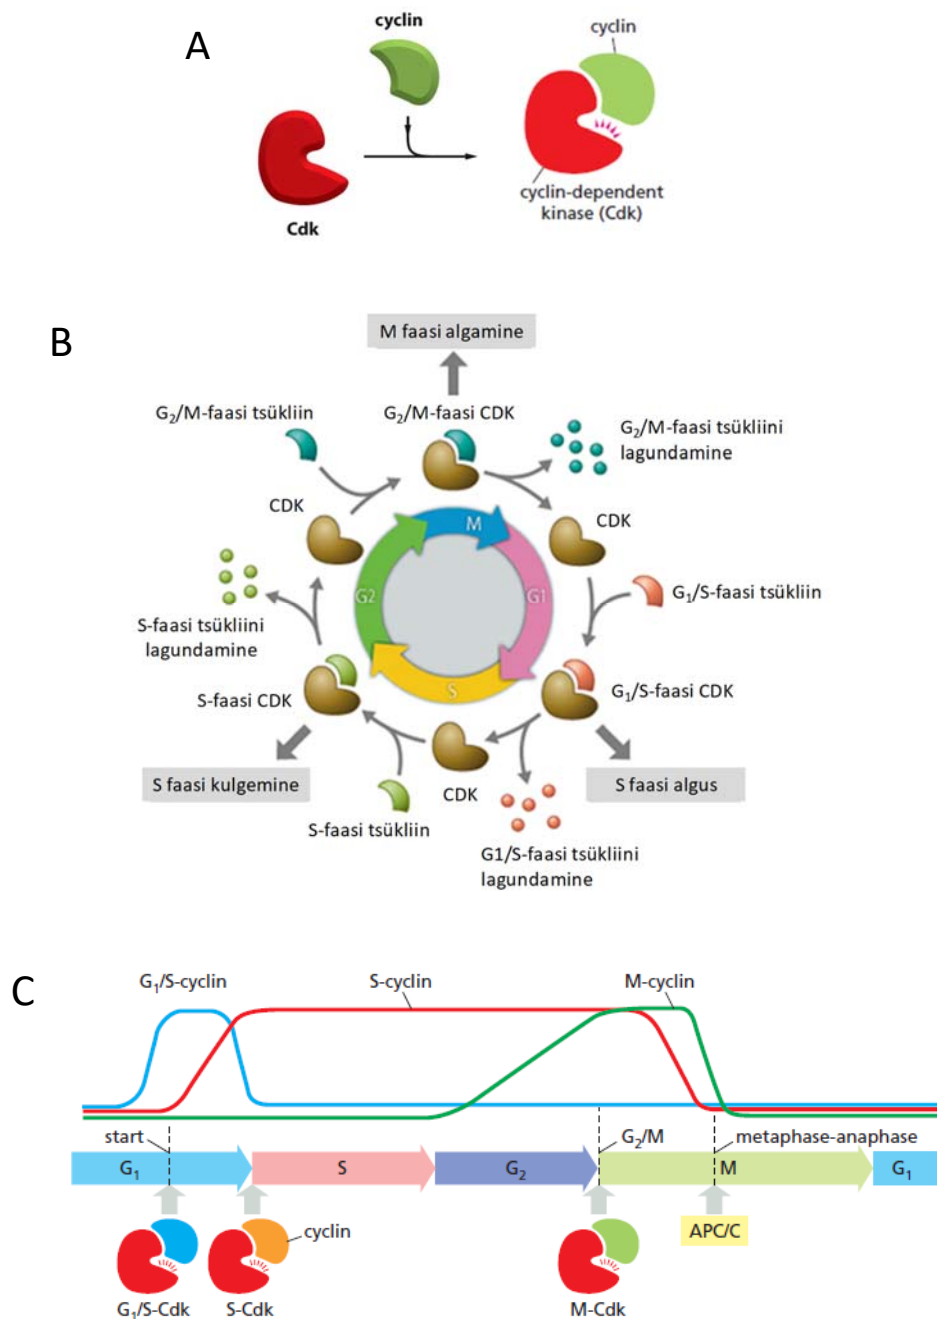 A
cyclin
Cdk
cyclin
cyclin-dependent
kinase (Cdk)
B
M faasi algamine
G₂/M-faasi tsükliin
G₂/M-faasi CDK
G₂/M-faasi tsükliini
lagundamine
CDK
CDK
M
G2
G1
S
S-faasi tsükliini
lagundamine
G₁/S-faasi tsükliin
S-faasi CDK
G₁/S-faasi CDK
S faasi kulgemine
CDK
S faasi algus
S-faasi tsükliin
G1/S-faasi tsükliini
lagundamine
C
G₁/S-cyclin
S-cyclin
M-cyclin
start
G₂/M
metaphase-anaphase
G₁
S
G₂
M
G₁
cyclin
APC/C
G₁/S-Cdk
S-Cdk
M-Cdk